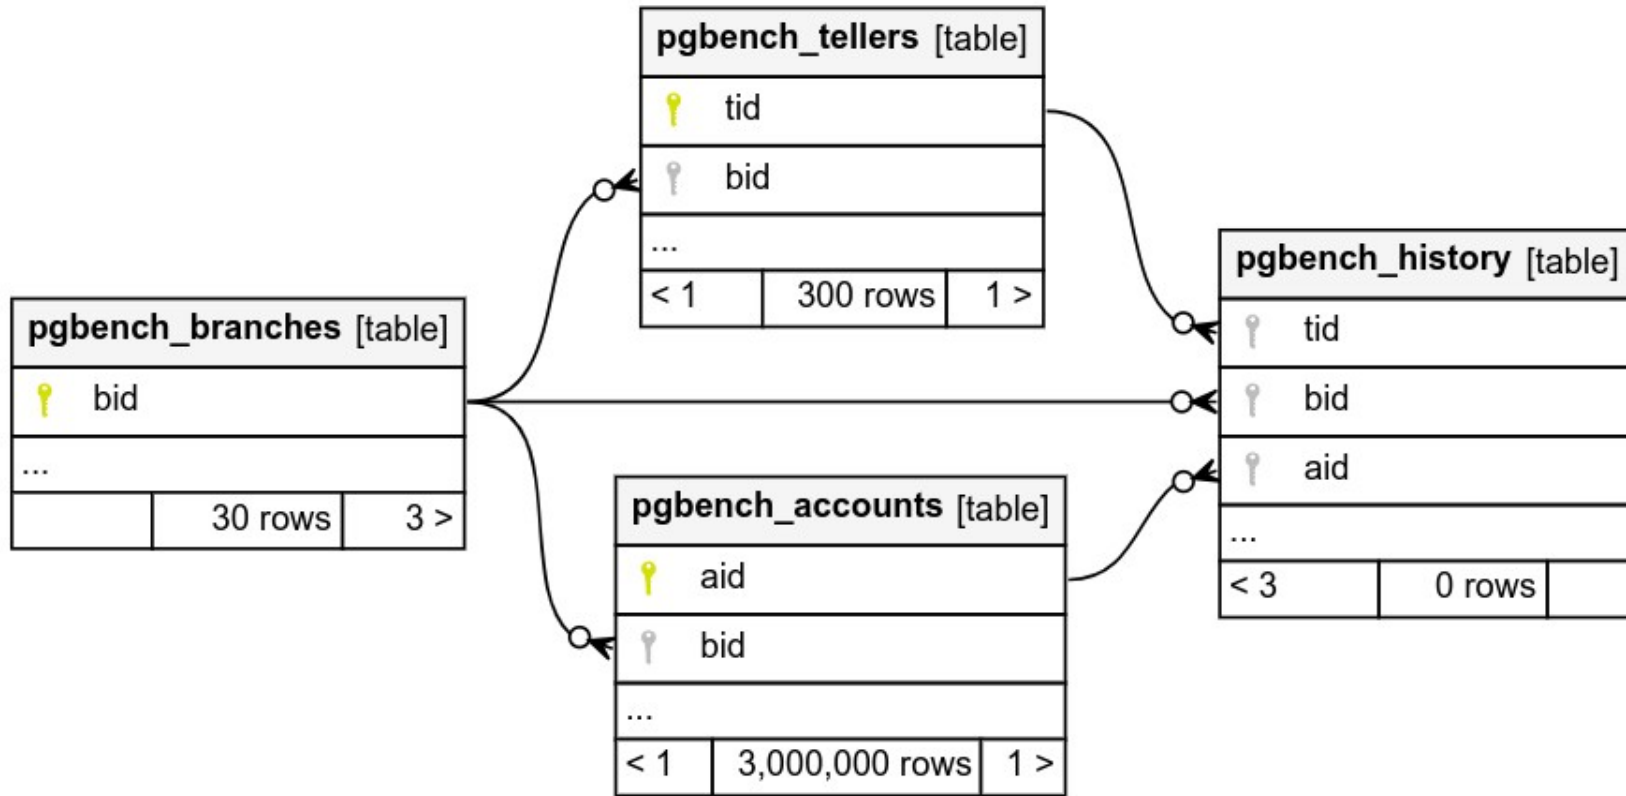 pgbench_tellers [table]
tid
bid
...
< 1 300 rows 1 >
pgbench_branches [table]
bid
...
30 rows 3 >
pgbench_accounts [table]
aid
bid
...
< 1 3,000,000 rows 1 >
pgbench_history [table]
tid
bid
aid
...
< 3 0 rows